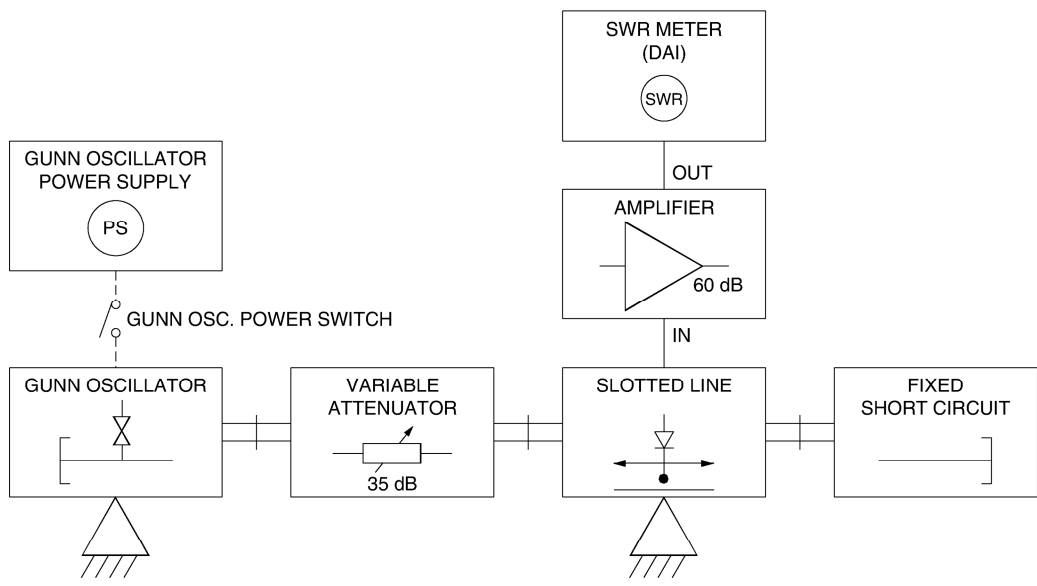 SWR METER
(DAI)
SWR
GUNN OSCILLATOR
POWER SUPPLY
PS
OUT
AMPLIFIER
60 dB
GUNN OSC. POWER SWITCH
IN
GUNN OSCILLATOR
VARIABLE
ATTENUATOR
35 dB
SLOTTED LINE
FIXED
SHORT CIRCUIT